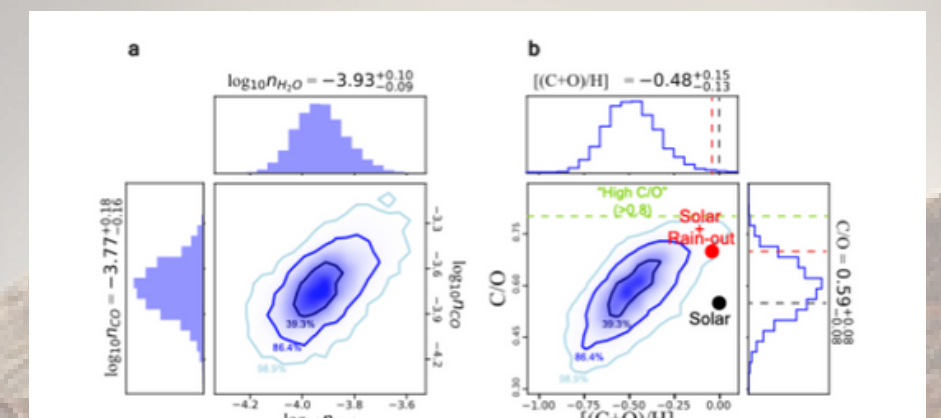 a
b
log₁₀n_H₂O = −3.93 +0.10 −0.09
[(C+O)/H] = −0.48 +0.15 −0.13
log₁₀n_CO = −3.77 +0.18 −0.16
−3.3
−3.6
−3.9
−4.2
log₁₀n_CO
39.3%
86.4%
98.9%
−4.2
−4.0
−3.8
−3.6
"High C/O"
(>0.8)
Solar
+
Rain-out
Solar
C/O
0.75
0.60
0.45
0.30
39.3%
86.4%
98.9%
−1.00
−0.75
−0.50
−0.25
0.00
[(C+O)/H]
C/O = 0.59 +0.08 −0.08